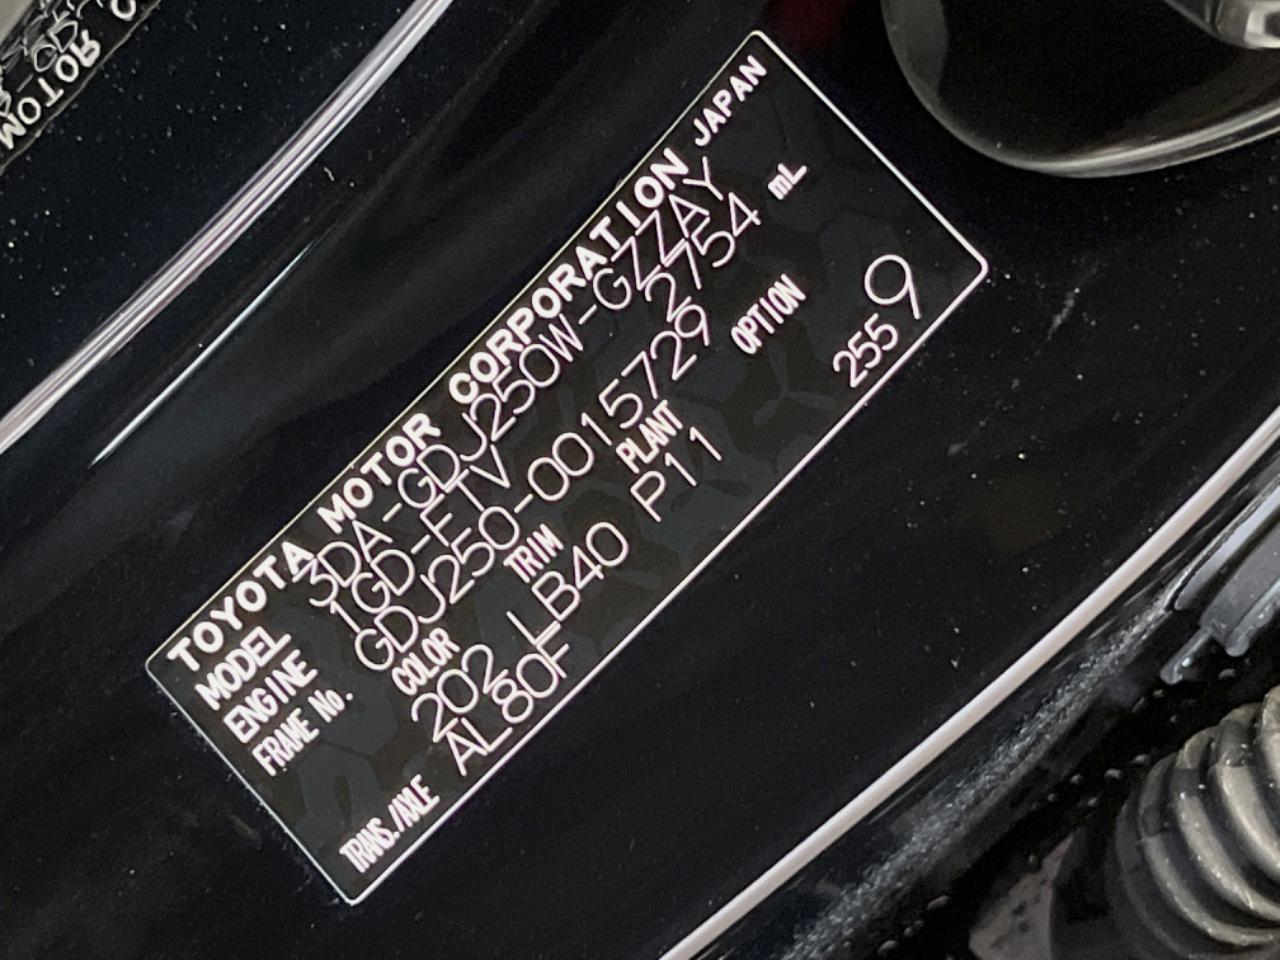 TOYOTA MOTOR CORPORATION JAPAN
MODEL 3DA-GDJ250W-GZZAY
ENGINE 1GD-FTV 2754 mL
FRAME No. GDJ250-0015729
COLOR TRIM PLANT OPTION
202 LB40 P11
TRANS./AXLE AL80F 255 9
MOTOR